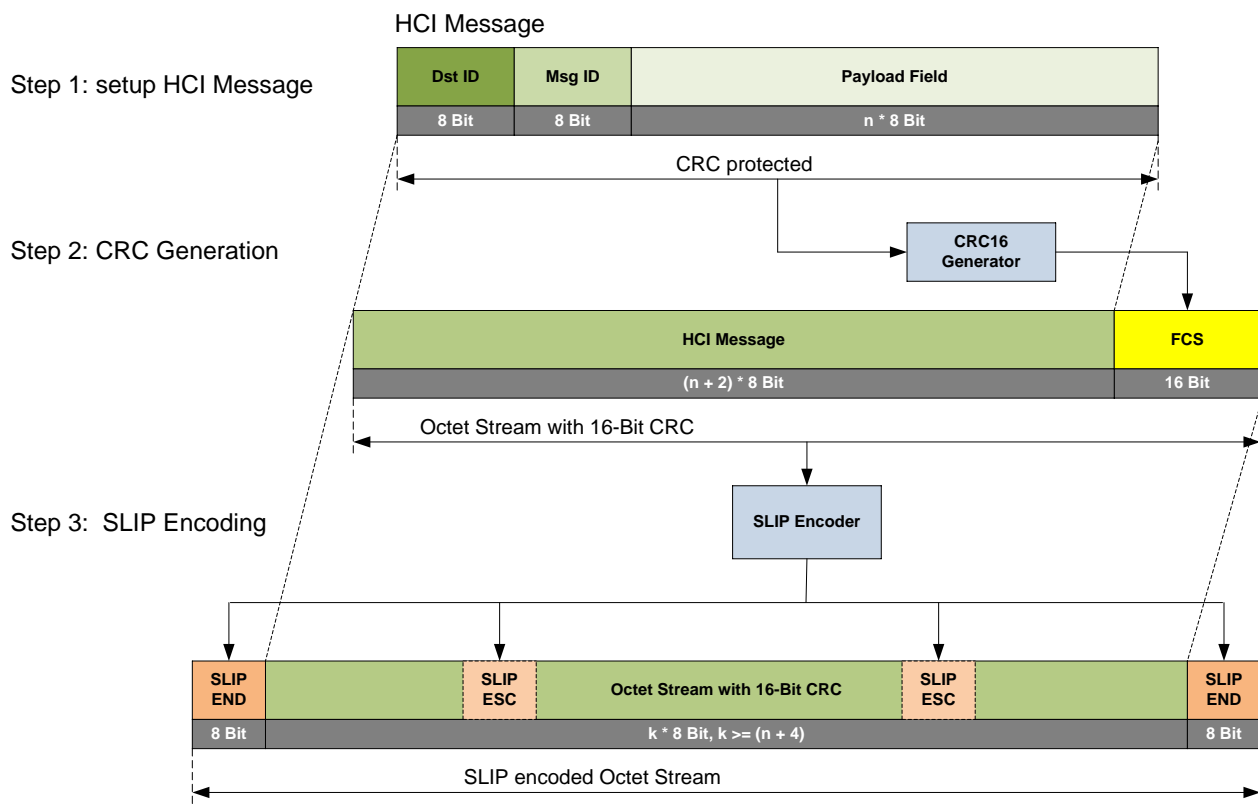 HCI Message
Step 1: setup HCI Message
Dst ID
Msg ID
Payload Field
8 Bit
8 Bit
n * 8 Bit
CRC protected
Step 2: CRC Generation
CRC16
Generator
HCI Message
FCS
(n + 2) * 8 Bit
16 Bit
Octet Stream with 16-Bit CRC
Step 3:  SLIP Encoding
SLIP Encoder
SLIP
END
SLIP
ESC
Octet Stream with 16-Bit CRC
SLIP
ESC
SLIP
END
8 Bit
k * 8 Bit, k >= (n + 4)
8 Bit
SLIP encoded Octet Stream